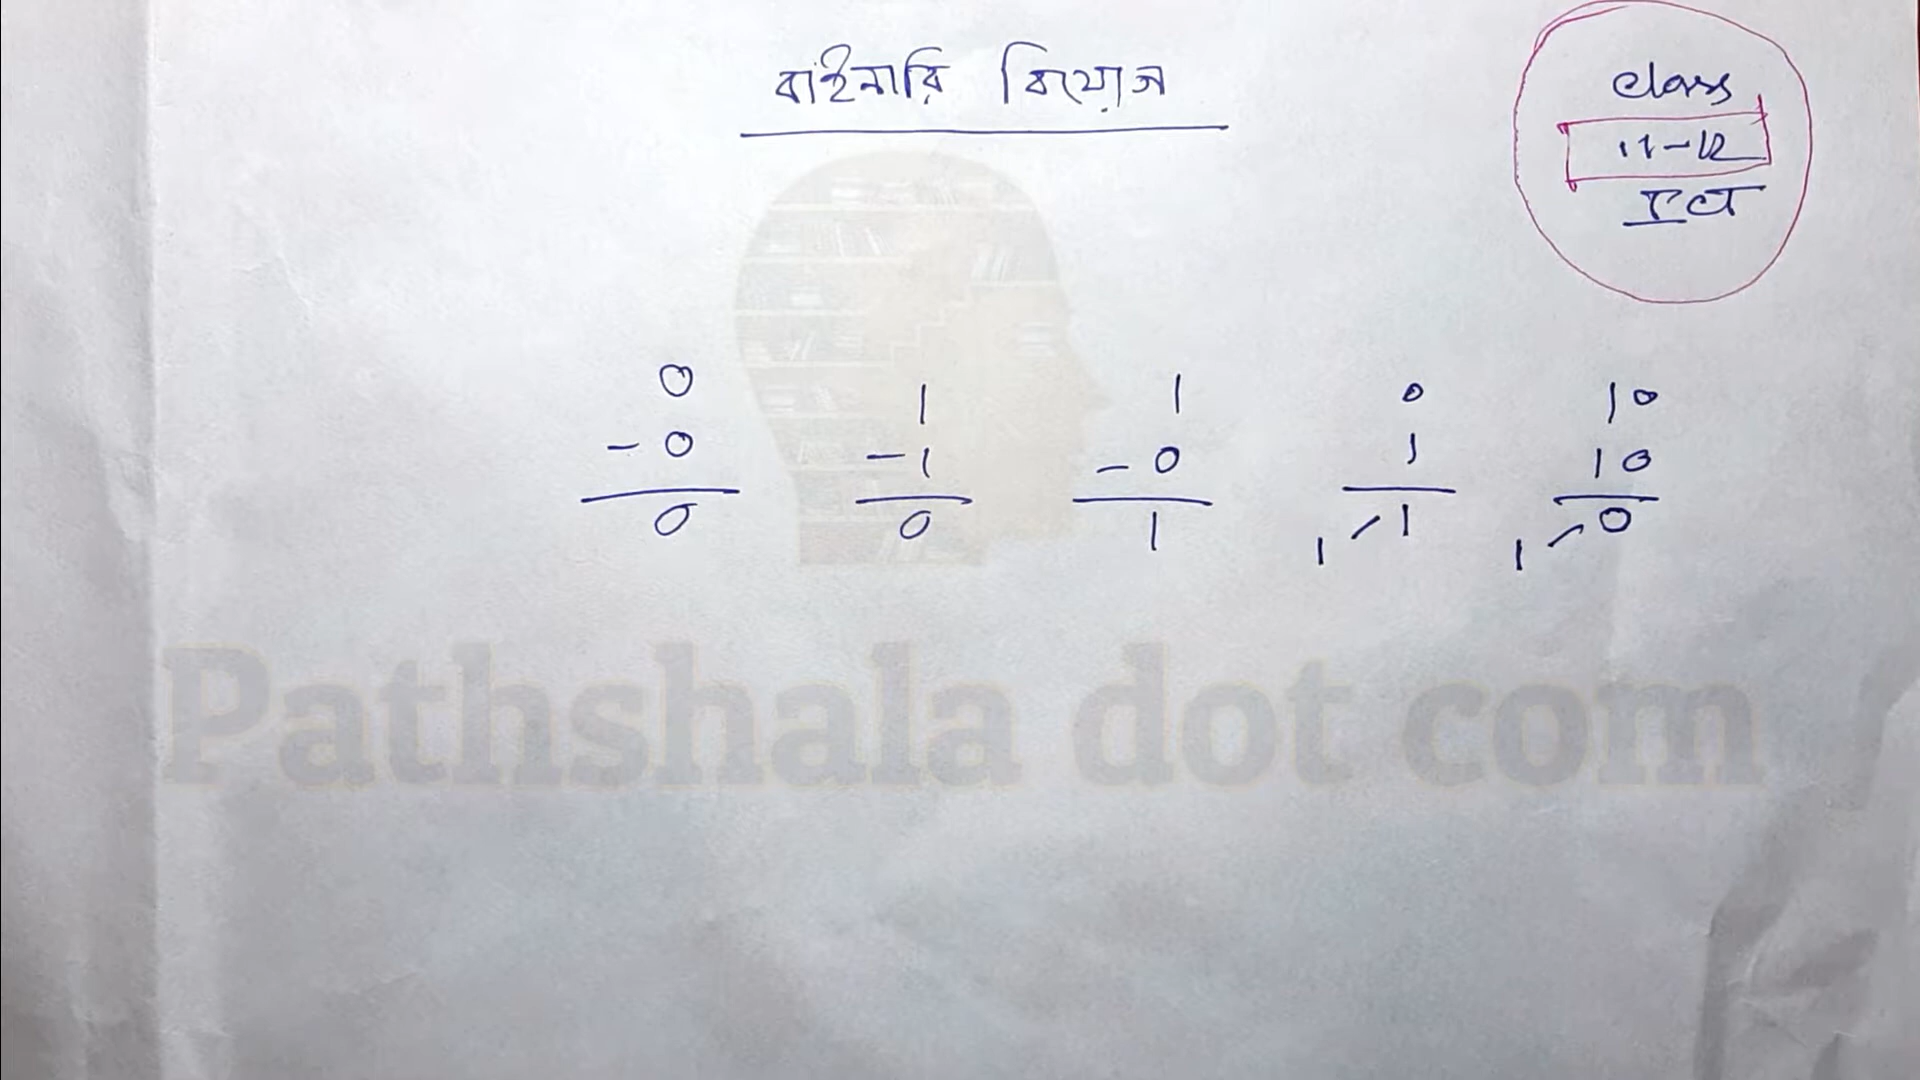 বাইনারি বিয়োগ
class
11-12
ICT
0 1 1 0 10
- 0 - 1 - 0 1 10
0 0 1 1 0
1 1
Pathshala dot com